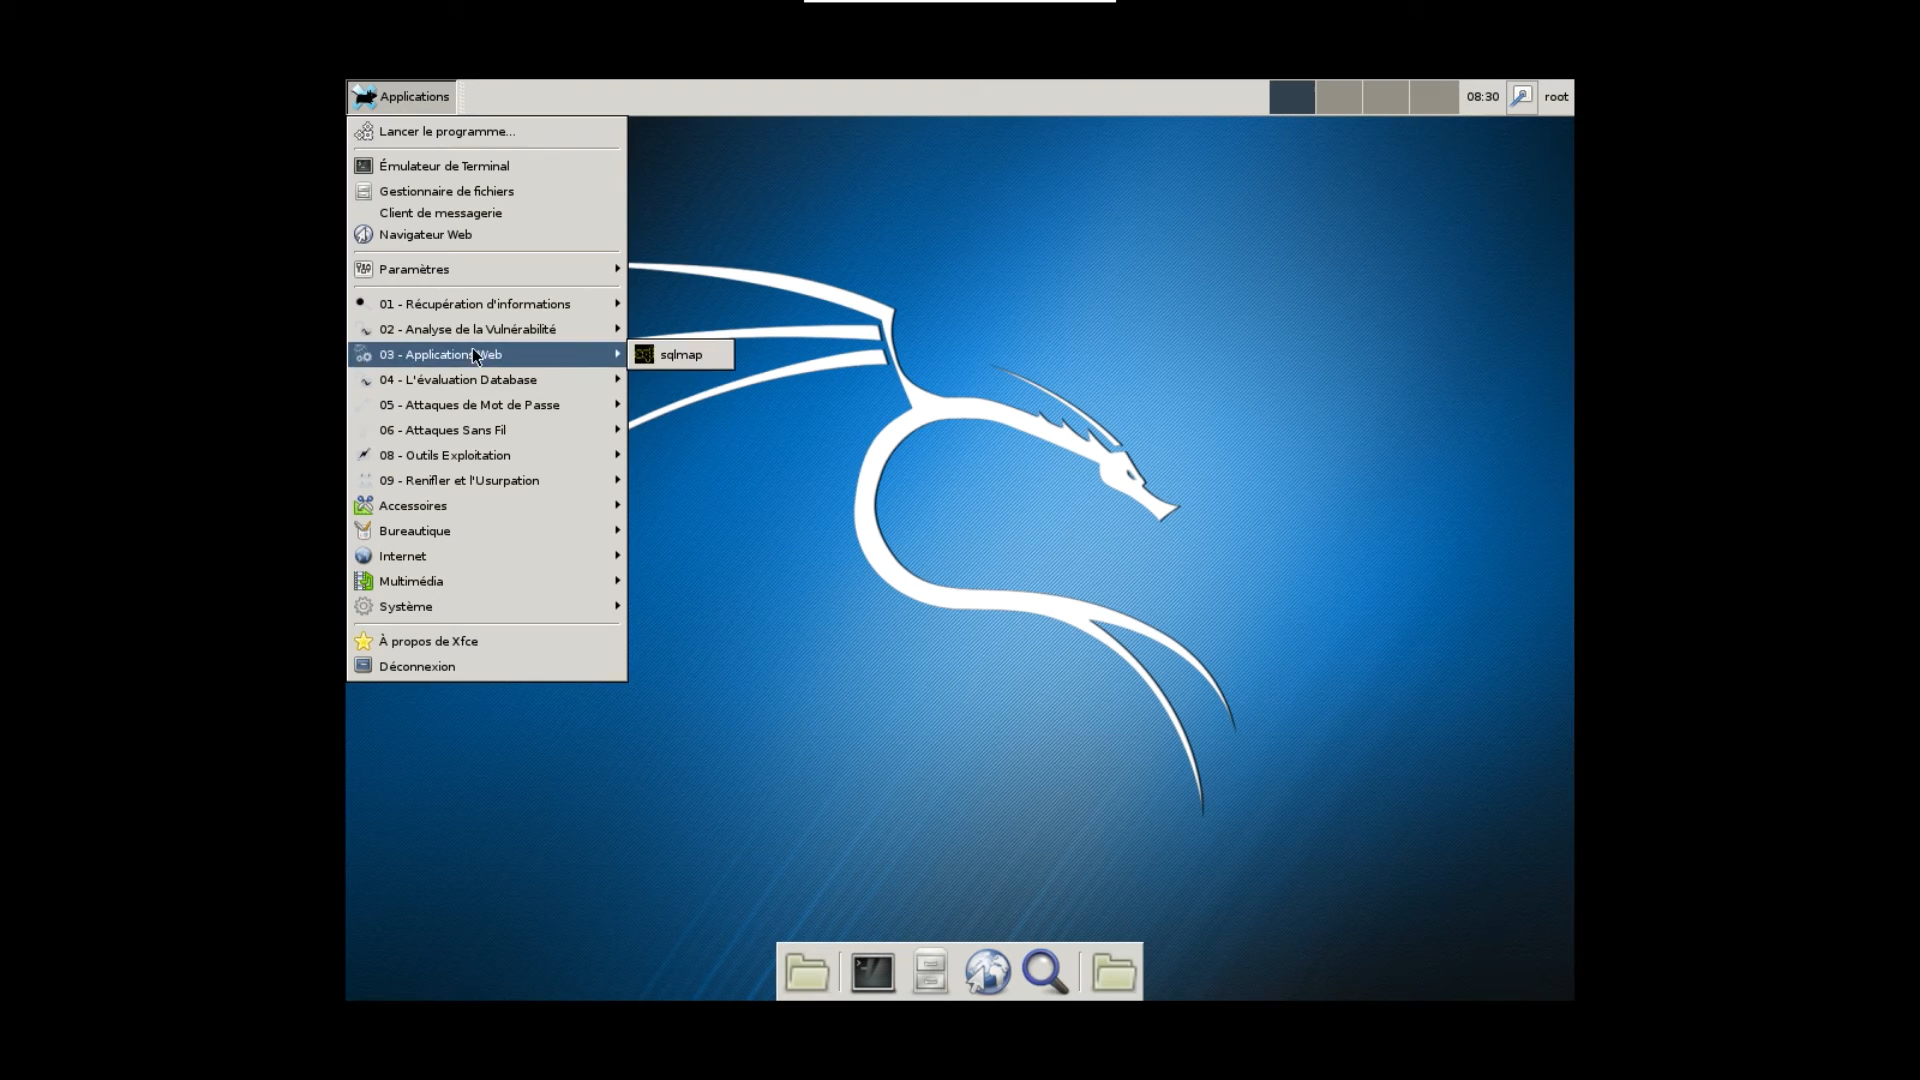 Applications
08:30
root
Lancer le programme...
Émulateur de Terminal
Gestionnaire de fichiers
Client de messagerie
Navigateur Web
Paramètres
01 - Récupération d'informations
02 - Analyse de la Vulnérabilité
03 - Applications Web
sqlmap
04 - L'évaluation Database
05 - Attaques de Mot de Passe
06 - Attaques Sans Fil
08 - Outils Exploitation
09 - Renifler et l'Usurpation
Accessoires
Bureautique
Internet
Multimédia
Système
À propos de Xfce
Déconnexion